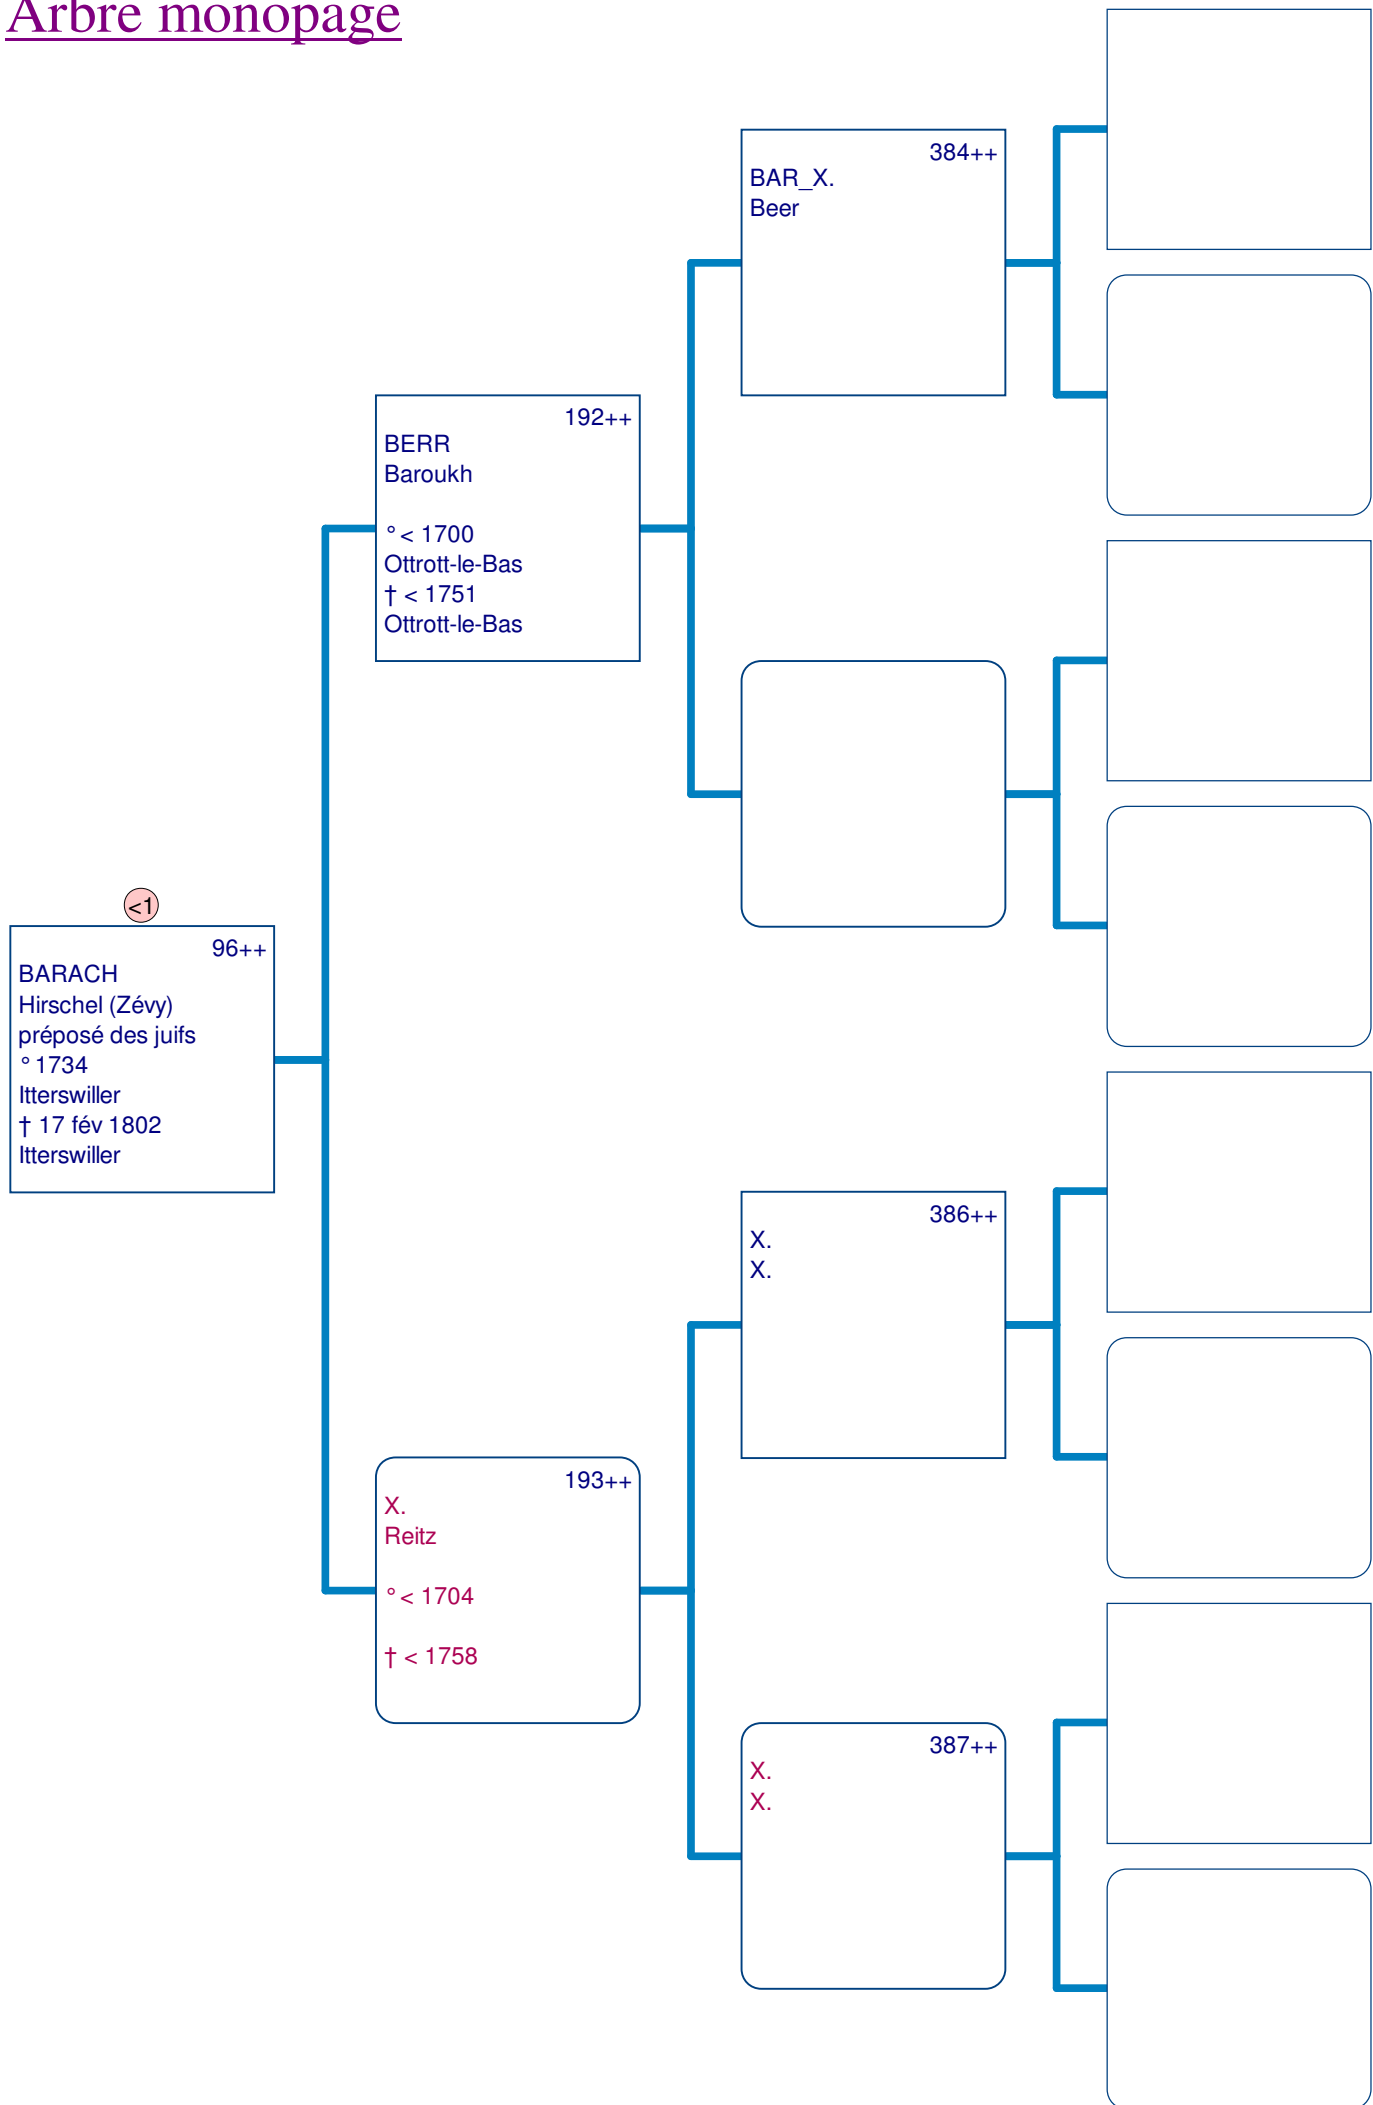 Arbre monopage
384++
BAR_X.
Beer
192++
BERR
Baroukh
° < 1700
Ottrott-le-Bas
† < 1751
Ottrott-le-Bas
<1
96++
BARACH
Hirschel (Zévy)
préposé des juifs
° 1734
Itterswiller
† 17 fév 1802
Itterswiller
386++
X.
X.
193++
X.
Reitz
° < 1704
† < 1758
387++
X.
X.